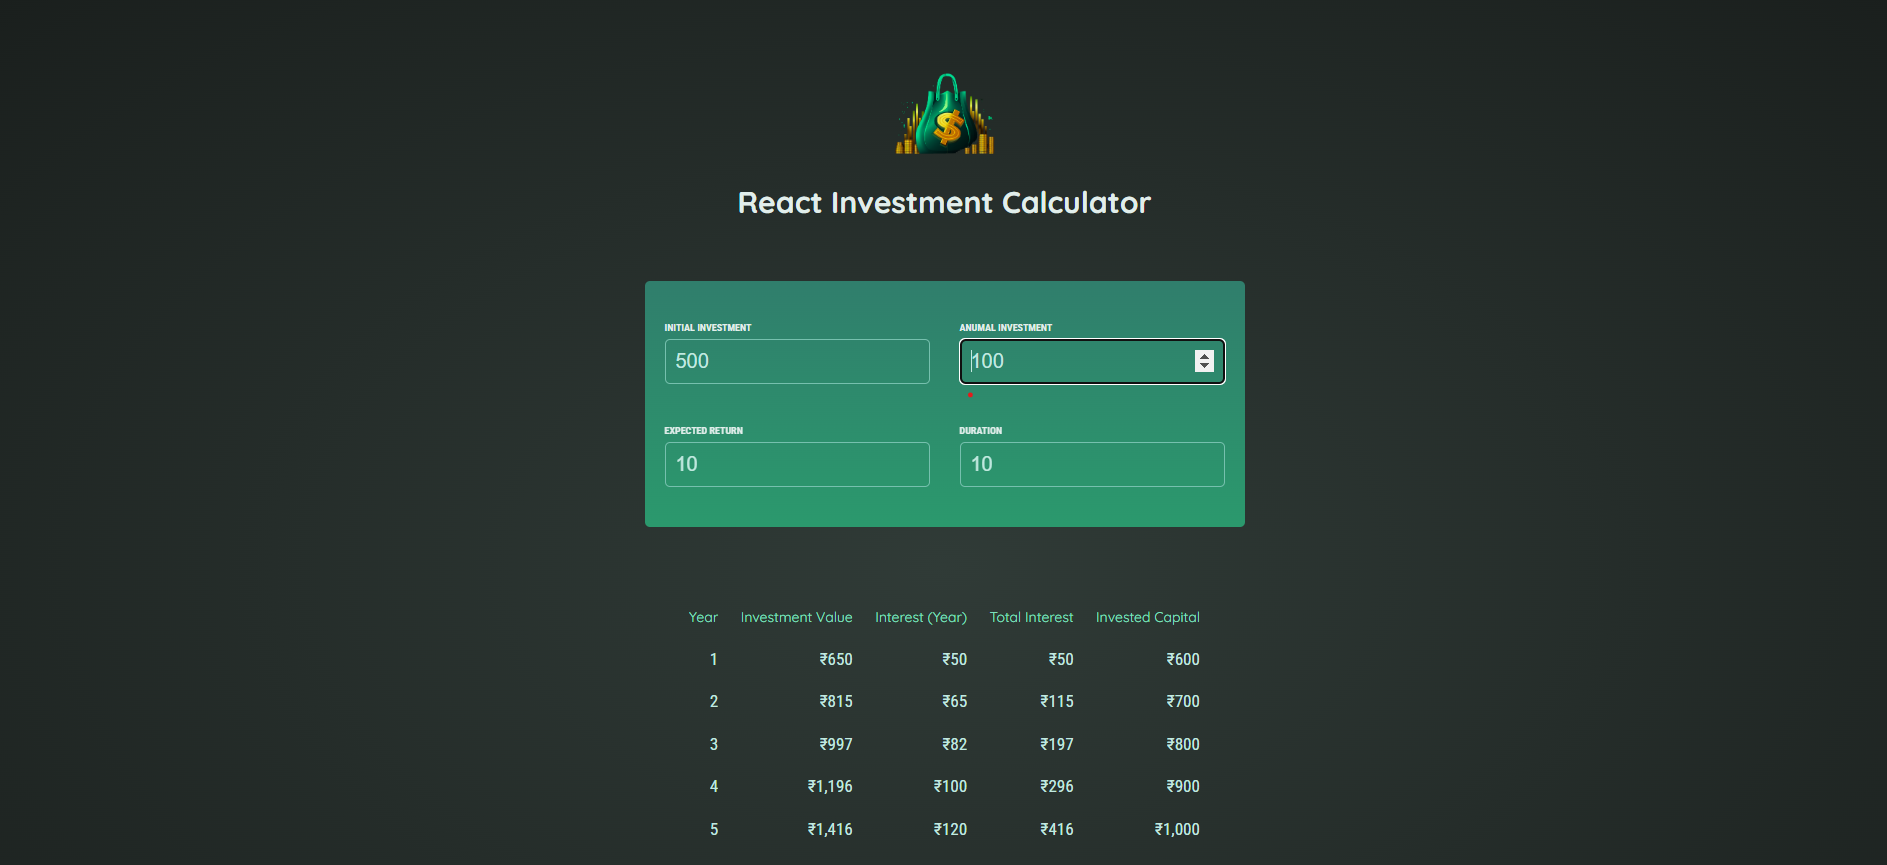 $
React Investment Calculator
INITIAL INVESTMENT ANUMAL INVESTMENT
500 100
EXPECTED RETURN DURATION
10 10
Year Investment Value Interest (Year) Total Interest Invested Capital
1 ₹650 ₹50 ₹50 ₹600
2 ₹815 ₹65 ₹115 ₹700
3 ₹997 ₹82 ₹197 ₹800
4 ₹1,196 ₹100 ₹296 ₹900
5 ₹1,416 ₹120 ₹416 ₹1,000